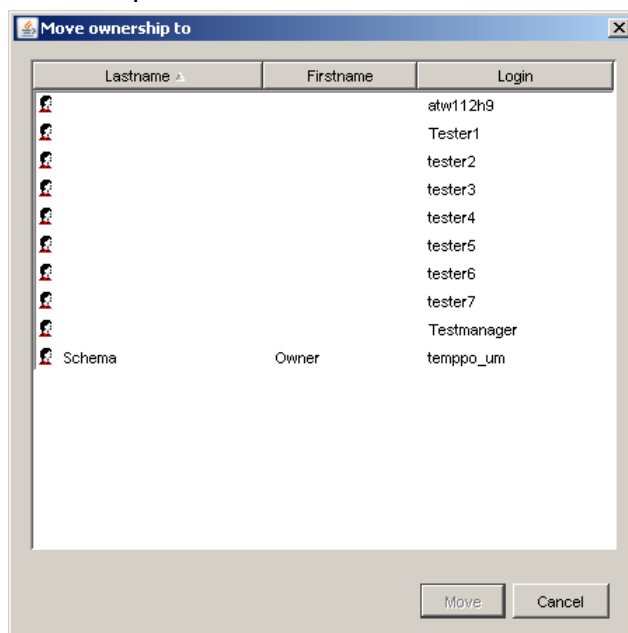 Move ownership to
Lastname Firstname Login
atw112h9
Tester1
tester2
tester3
tester4
tester5
tester6
tester7
Testmanager
Schema Owner temppo_um
Move Cancel